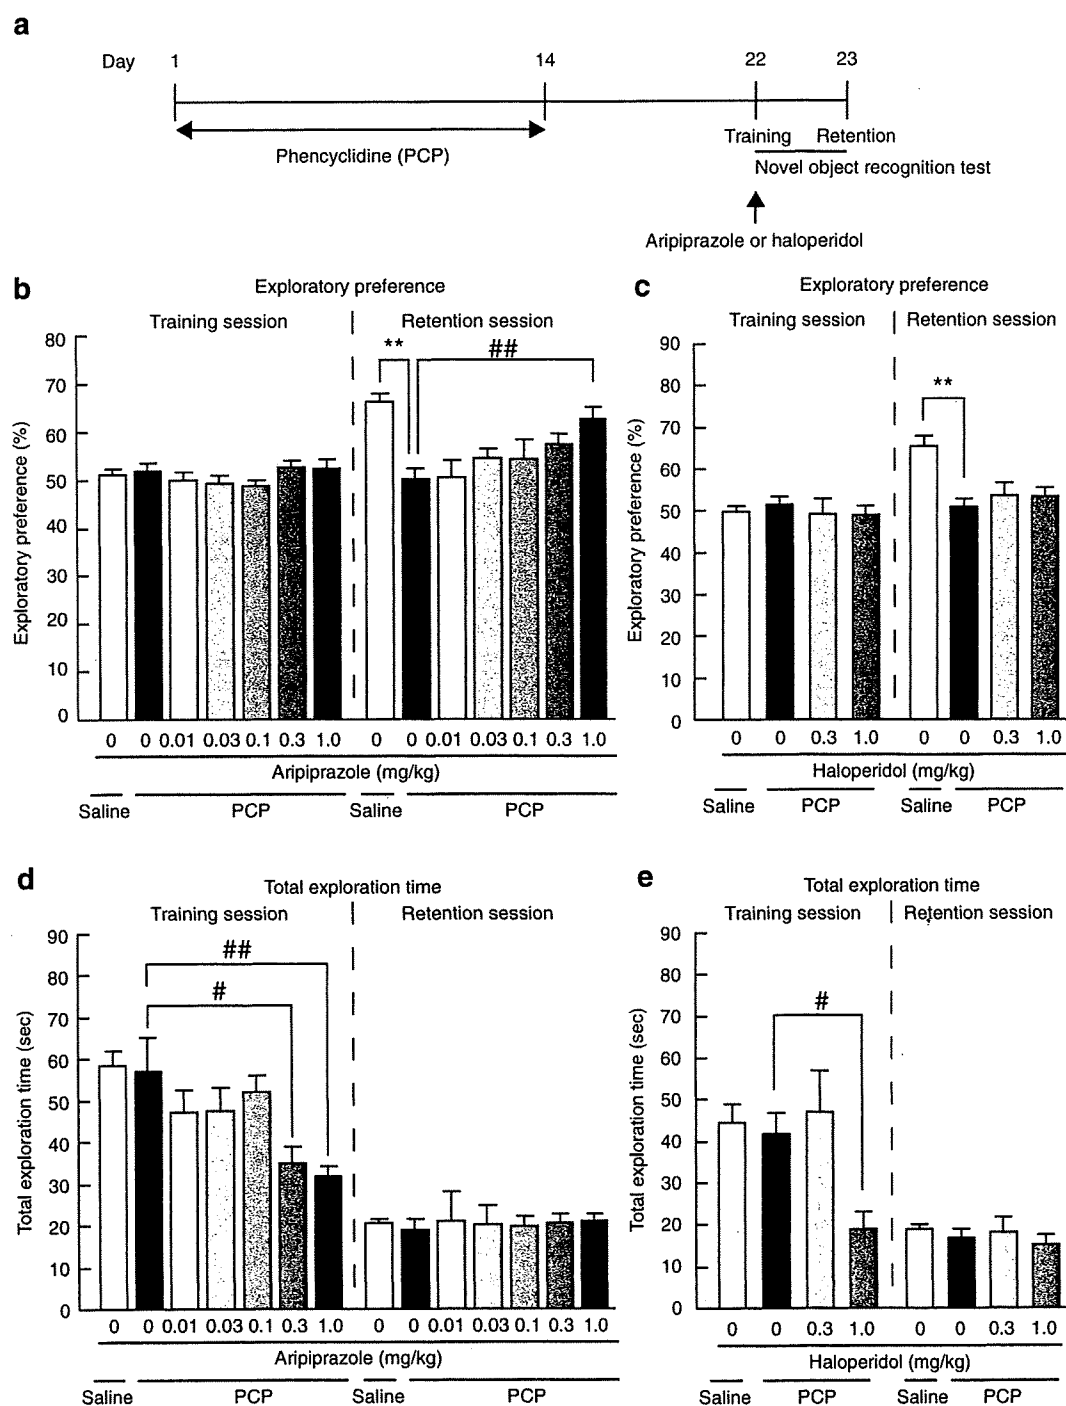 a
Day 1 14 22 23
Training Retention
Phencyclidine (PCP)
Novel object recognition test
Aripiprazole or haloperidol
b
Exploratory preference
Training session Retention session
** ##
Exploratory preference (%)
80
70
60
50
40
30
20
10
0
0 0 0.01 0.03 0.1 0.3 1.0 0 0 0.01 0.03 0.1 0.3 1.0
Aripiprazole (mg/kg)
Saline PCP Saline PCP
c
Exploratory preference
Training session Retention session
**
Exploratory preference (%)
90
80
70
60
50
40
30
20
10
0
0 0 0.3 1.0 0 0 0.3 1.0
Haloperidol (mg/kg)
Saline PCP Saline PCP
d
Total exploration time
Training session Retention session
##
#
Total exploration time (sec)
90
80
70
60
50
40
30
20
10
0
0 0 0.01 0.03 0.1 0.3 1.0 0 0 0.01 0.03 0.1 0.3 1.0
Aripiprazole (mg/kg)
Saline PCP Saline PCP
e
Total exploration time
Training session Retention session
#
Total exploration time (sec)
90
80
70
60
50
40
30
20
10
0
0 0 0.3 1.0 0 0 0.3 1.0
Haloperidol (mg/kg)
Saline PCP Saline PCP